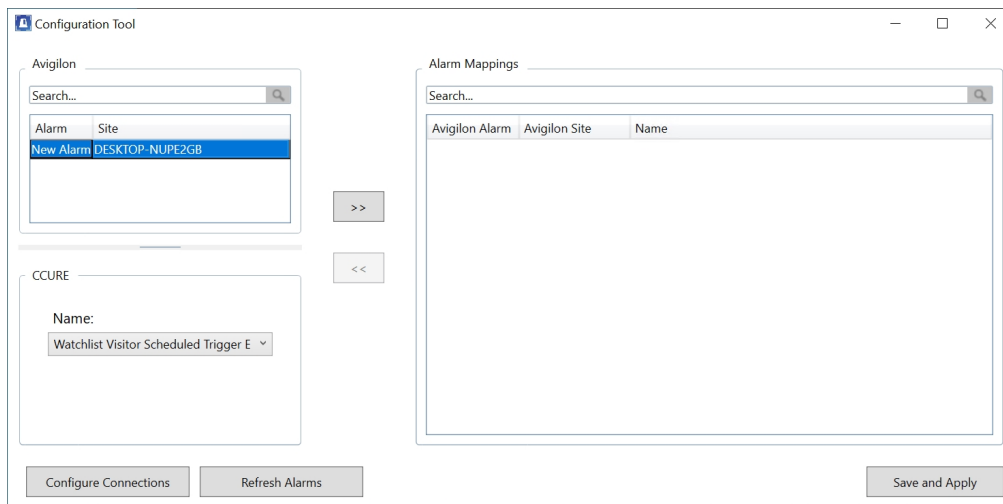 Configuration Tool
Avigilon
Search...
Alarm Site
New Alarm DESKTOP-NUPE2GB
>>
<<
CCURE
Name:
Watchlist Visitor Scheduled Trigger E
Alarm Mappings
Search...
Avigilon Alarm Avigilon Site Name
Configure Connections Refresh Alarms Save and Apply